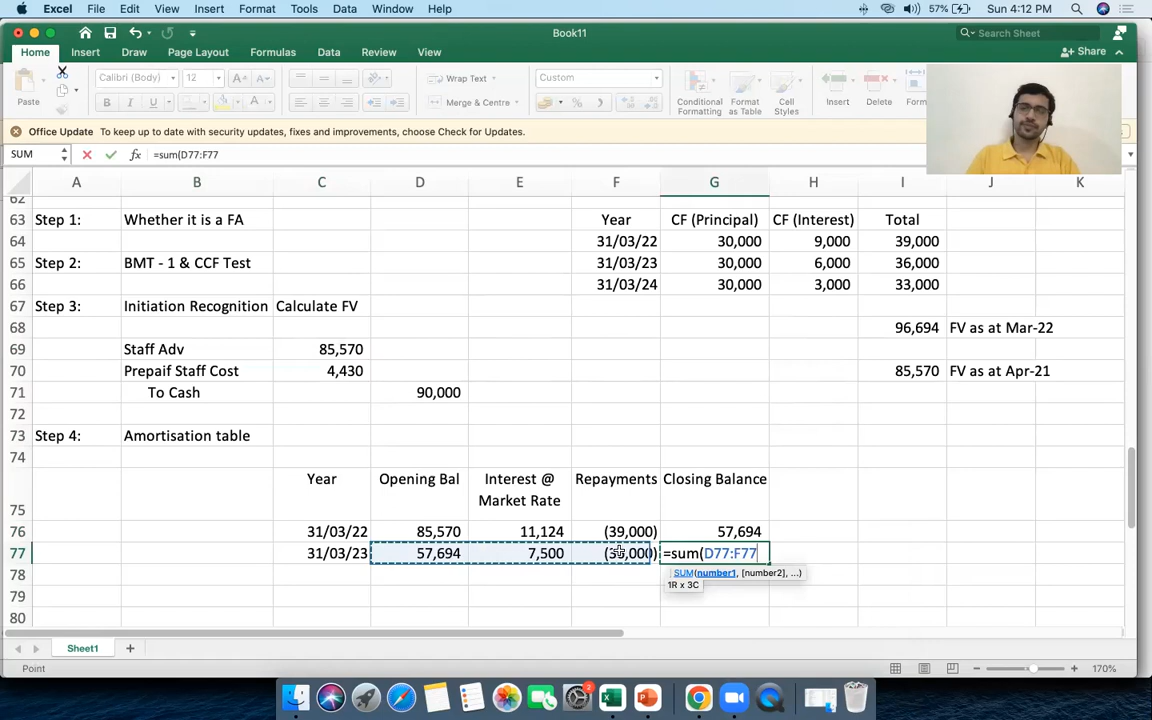 Excel File Edit View Insert Format Tools Data Window Help 57% Sun 4:12 PM
Book11 Search Sheet
Home Insert Draw Page Layout Formulas Data Review View Share
Paste Calibri (Body) 12 A A Wrap Text Custom Conditional Formatting Format as Table Cell Styles Insert Delete Form
B I U A Merge & Centre % )
Office Update To keep up to date with security updates, fixes and improvements, choose Check for Updates.
SUM fx =sum(D77:F77
A B C D E F G H I J K
62
63 Step 1: Whether it is a FA Year CF (Principal) CF (Interest) Total
64 31/03/22 30,000 9,000 39,000
65 Step 2: BMT - 1 & CCF Test 31/03/23 30,000 6,000 36,000
66 31/03/24 30,000 3,000 33,000
67 Step 3: Initiation Recognition Calculate FV
68 96,694 FV as at Mar-22
69 Staff Adv 85,570
70 Prepaif Staff Cost 4,430 85,570 FV as at Apr-21
71 To Cash 90,000
72
73 Step 4: Amortisation table
74
75 Year Opening Bal Interest @ Market Rate Repayments Closing Balance
76 31/03/22 85,570 11,124 (39,000) 57,694
77 31/03/23 57,694 7,500 =sum(D77:F77
78 SUM(number1, [number2], ...)
1R x 3C
79
80
Sheet1 +
Point 170%